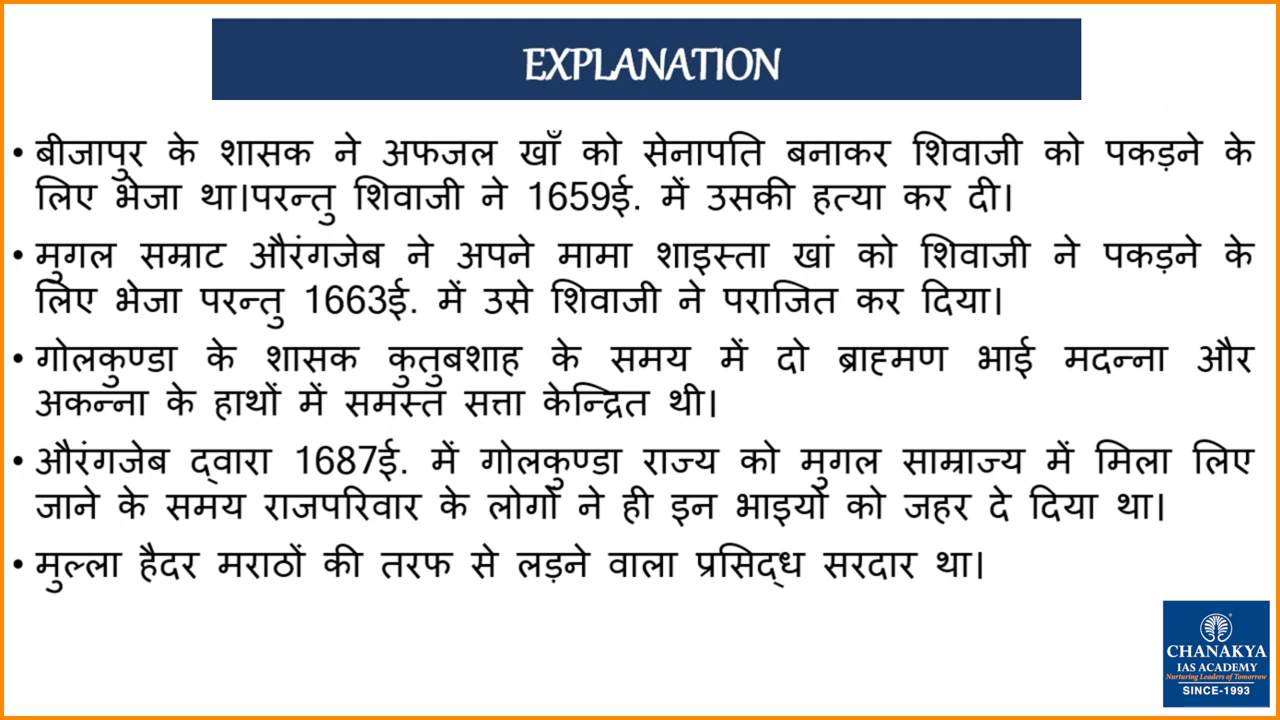 EXPLANATION
• बीजापुर के शासक ने अफजल खाँ को सेनापति बनाकर शिवाजी को पकड़ने के
लिए भेजा था।परन्तु शिवाजी ने 1659ई. में उसकी हत्या कर दी।
• मुगल सम्राट औरंगजेब ने अपने मामा शाइस्ता खां को शिवाजी ने पकड़ने के
लिए भेजा परन्तु 1663ई. में उसे शिवाजी ने पराजित कर दिया।
• गोलकुण्डा के शासक कुतुबशाह के समय में दो ब्राह्मण भाई मदन्ना और
अकन्ना के हाथों में समस्त सत्ता केन्द्रित थी।
• औरंगजेब द्वारा 1687ई. में गोलकुण्डा राज्य को मुगल साम्राज्य में मिला लिए
जाने के समय राजपरिवार के लोगों ने ही इन भाइयों को जहर दे दिया था।
• मुल्ला हैदर मराठों की तरफ से लड़ने वाला प्रसिद्ध सरदार था।
CHANAKYA
IAS ACADEMY
Nurturing Leaders of Tomorrow
SINCE-1993